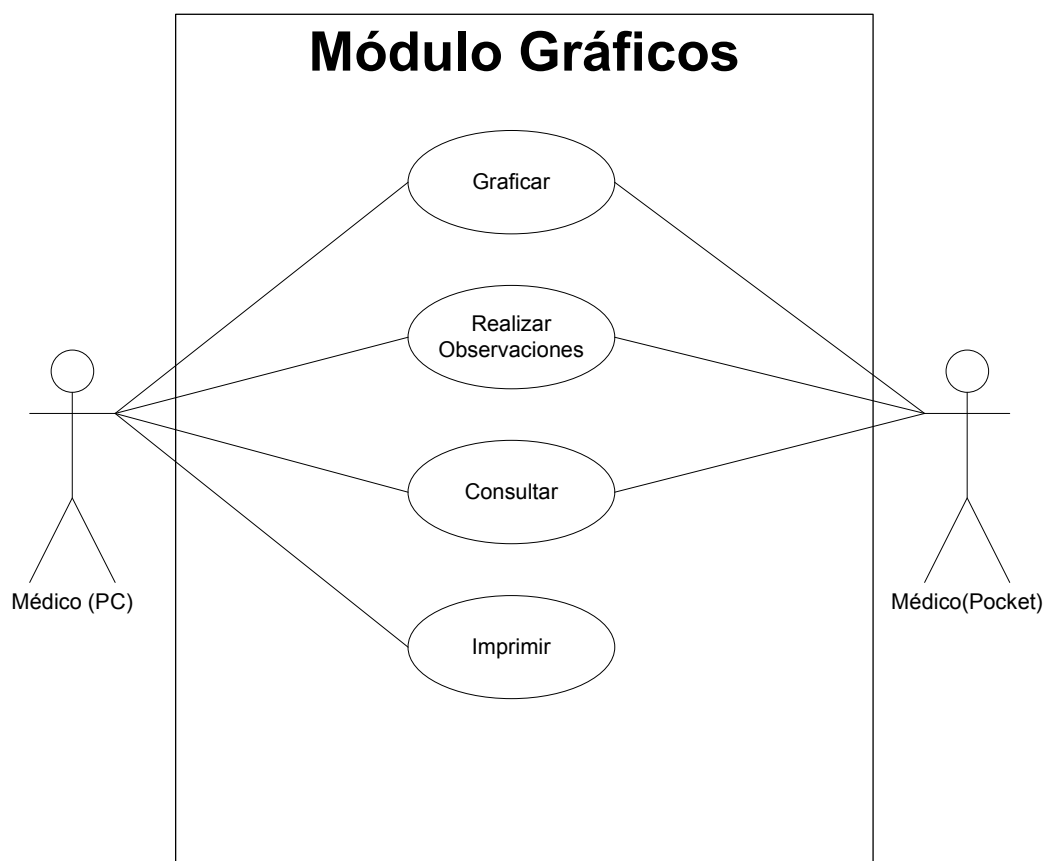 Módulo Gráficos
Graficar
Realizar
Observaciones
Consultar
Médico (PC)
Médico(Pocket)
Imprimir